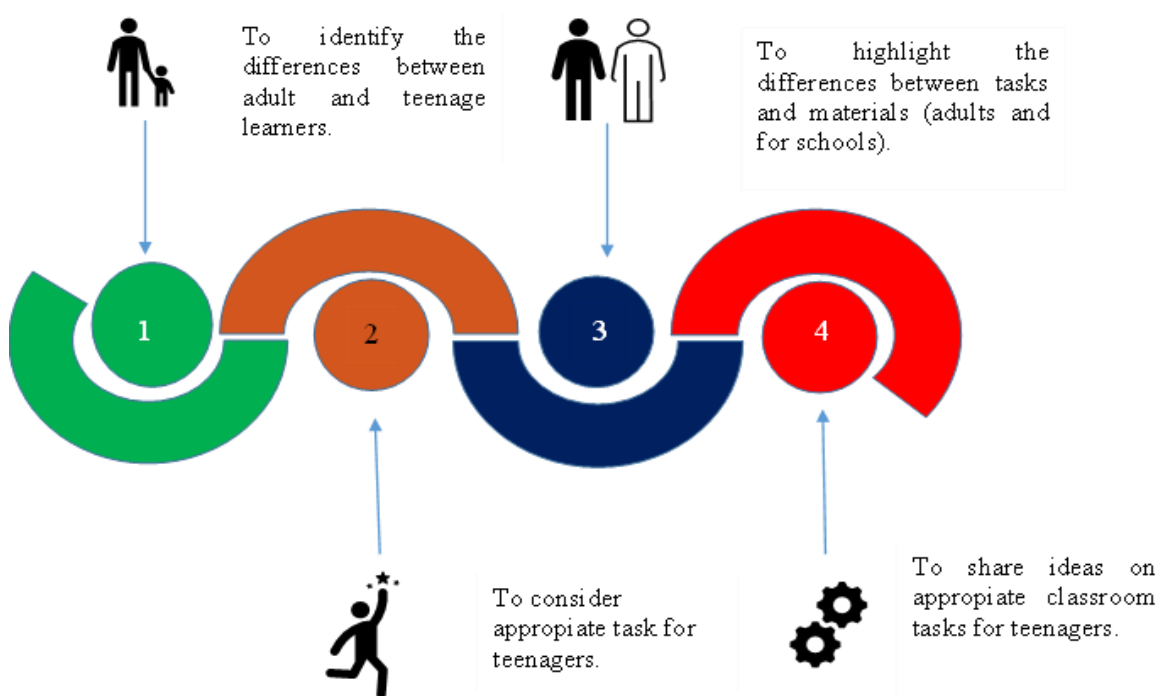 To identify the
differences between
adult and teenage
learners.
To highlight the
differences between tasks
and materials (adults and
for schools).
1
2
3
4
To consider
appropiate task for
teenagers.
To share ideas on
appropiate classroom
tasks for teenagers.